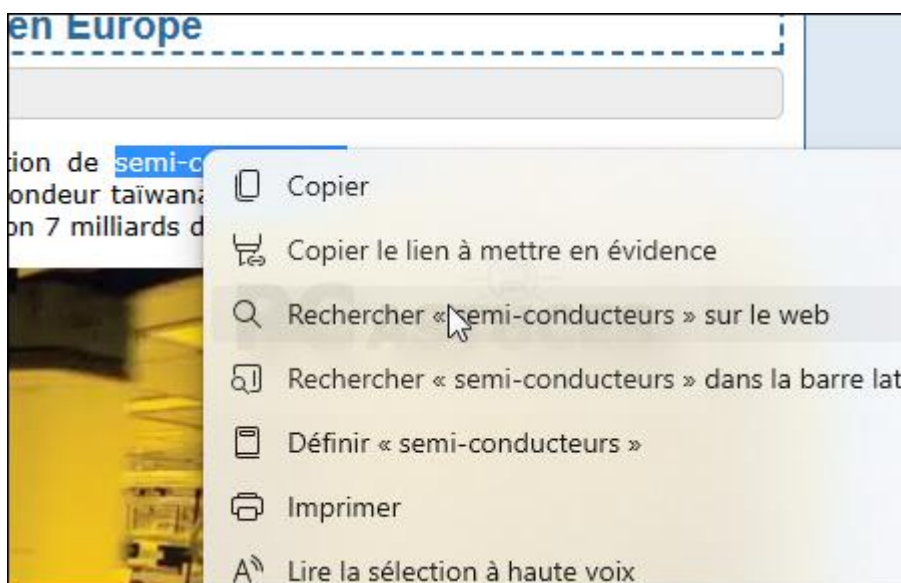 en Europe
tion de semi-c
ondeur taïwana
on 7 milliards d
Copier
Copier le lien à mettre en évidence
Rechercher « semi-conducteurs » sur le web
Rechercher « semi-conducteurs » dans la barre lat
Définir « semi-conducteurs »
Imprimer
Lire la sélection à haute voix
PC ASTUCES